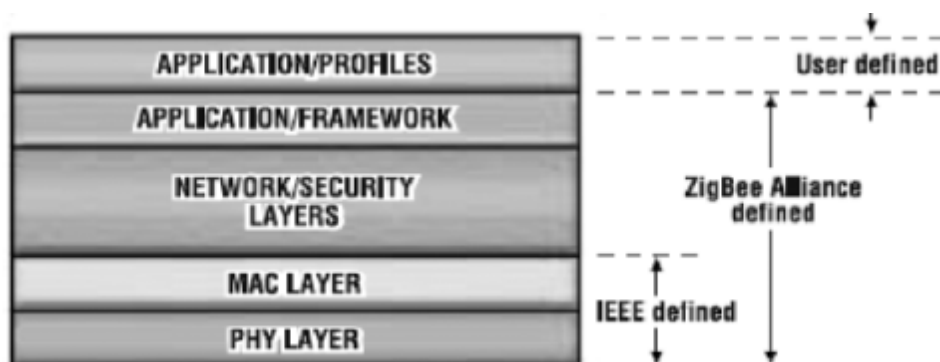 APPLICATION/PROFILES
User defined
APPLICATION/FRAMEWORK
NETWORK/SECURITY
LAYERS
ZigBee Alliance
defined
MAC LAYER
IEEE defined
PHY LAYER